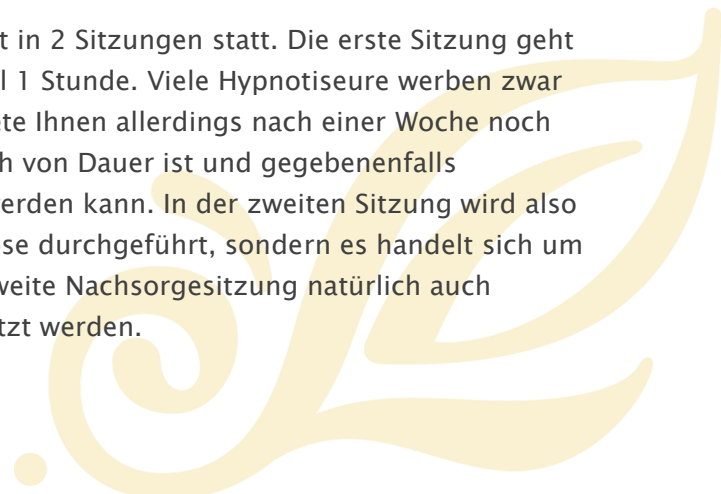 t in 2 Sitzungen statt. Die erste Sitzung geht
l 1 Stunde. Viele Hypnotiseure werben zwar
ete Ihnen allerdings nach einer Woche noch
h von Dauer ist und gegebenenfalls
erden kann. In der zweiten Sitzung wird also
se durchgeführt, sondern es handelt sich um
weite Nachsorgesitzung natürlich auch
tzt werden.